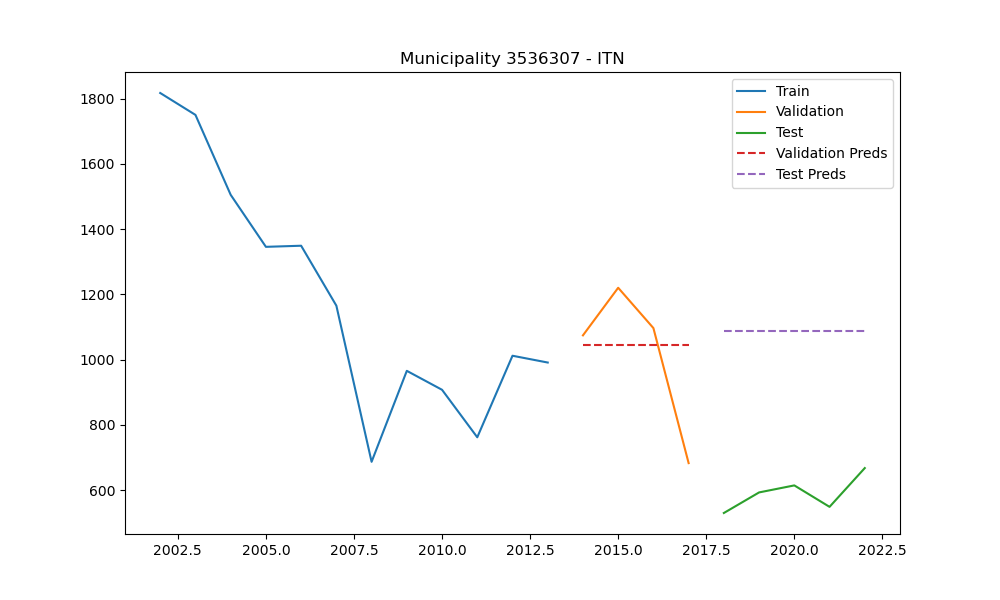 Municipality 3536307 - ITN
Train
Validation
Test
Validation Preds
Test Preds
1800
1600
1400
1200
1000
800
600
2002.5 2005.0 2007.5 2010.0 2012.5 2015.0 2017.5 2020.0 2022.5